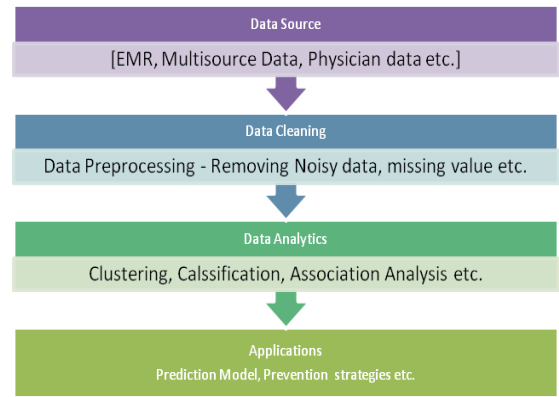 Data Source
[EMR, Multisource Data, Physician data etc.]
Data Cleaning
Data Preprocessing - Removing Noisy data, missing value etc.
Data Analytics
Clustering, Calssification, Association Analysis etc.
Applications
Prediction Model, Prevention strategies etc.